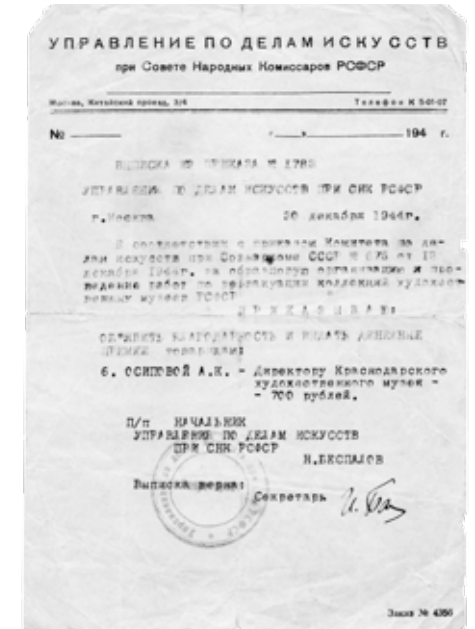 УПРАВЛЕНИЕ ПО ДЕЛАМ ИСКУССТВ
при Совете Народных Комиссаров РСФСР
Москва, Китайский проезд, 3/4 Телефон К 5-01-07
№ 194 г.
ВЫПИСКА ИЗ ПРИКАЗА № 1782
УПРАВЛЕНИЯ ПО ДЕЛАМ ИСКУССТВ ПРИ СНК РСФСР
г.Москва 20 декабря 1944г.
В соответствии с приказом Комитета по де-
лам искусств при Совнаркоме СССР № 675 от 18
декабря 1944г. за образцовую организацию и про-
ведение работ по реэвакуации коллекций художест-
венных музеев РСФСР
ПРИКАЗЫВАЮ:
ОБЪЯВИТЬ БЛАГОДАРНОСТЬ И ВЫДАТЬ ДЕНЕЖНЫЕ
ПРЕМИИ товарищам:
6. ОСИПОВОЙ А.К. - Директору Краснодарского
художественного музея -
- 700 рублей.
П/п НАЧАЛЬНИК
УПРАВЛЕНИЯ ПО ДЕЛАМ ИСКУССТВ
ПРИ СНК РСФСР
Н.БЕСПАЛОВ
Выписка верна:
Секретарь
Заказ № 4356